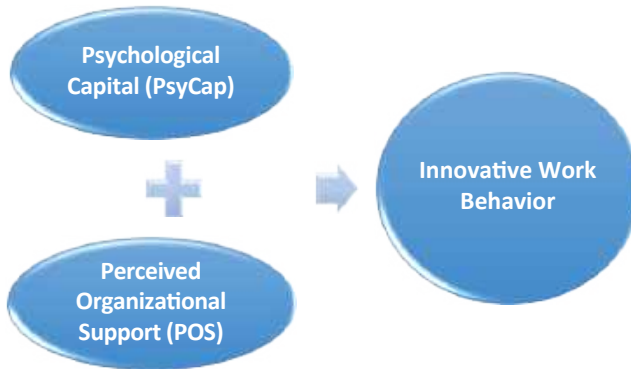 Psychological
Capital (PsyCap)
Innovative Work
Behavior
Perceived
Organizational
Support (POS)